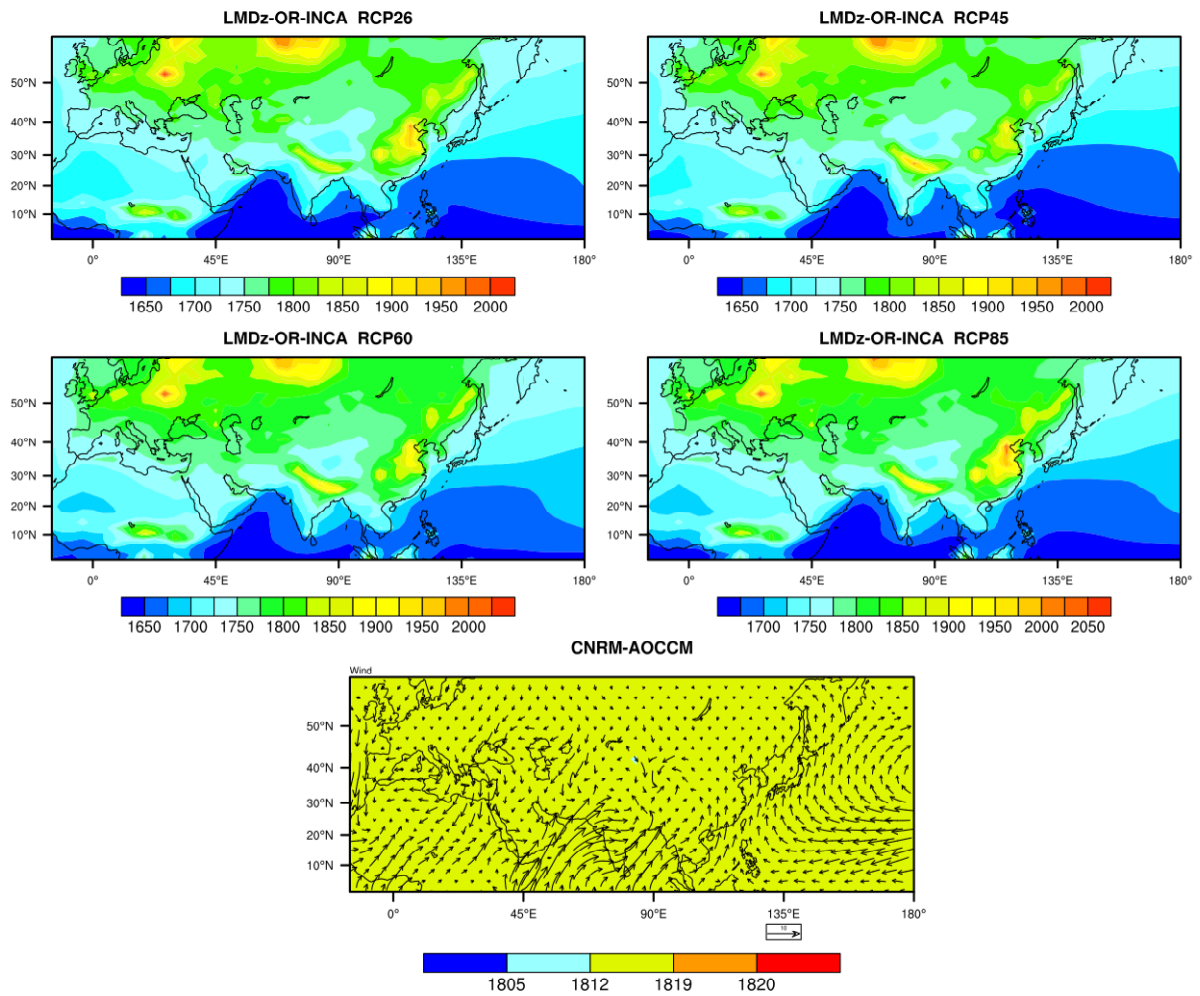 LMDz-OR-INCA RCP26
LMDz-OR-INCA RCP45
50°N
40°N
30°N
20°N
10°N
0° 45°E 90°E 135°E 180°
1650 1700 1750 1800 1850 1900 1950 2000
50°N
40°N
30°N
20°N
10°N
0° 45°E 90°E 135°E 180°
1650 1700 1750 1800 1850 1900 1950 2000
LMDz-OR-INCA RCP60
LMDz-OR-INCA RCP85
50°N
40°N
30°N
20°N
10°N
0° 45°E 90°E 135°E 180°
1650 1700 1750 1800 1850 1900 1950 2000
50°N
40°N
30°N
20°N
10°N
0° 45°E 90°E 135°E 180°
1700 1750 1800 1850 1900 1950 2000 2050
CNRM-AOCCM
Wind
50°N
40°N
30°N
20°N
10°N
0° 45°E 90°E 135°E 180°
10
1805 1812 1819 1820